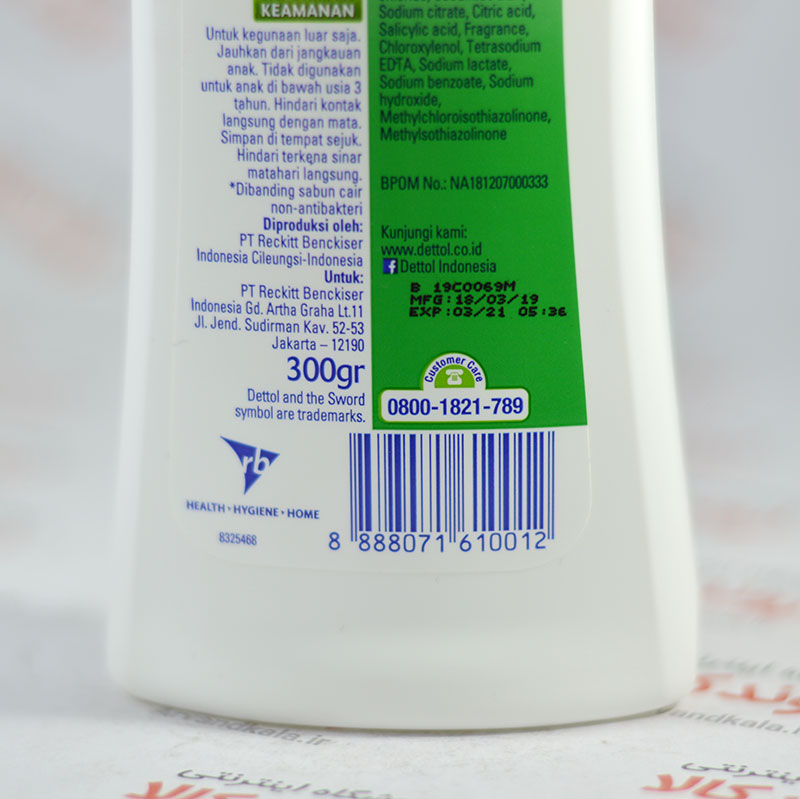 KEAMANAN
Untuk kegunaan luar saja.
Jauhkan dari jangkauan
anak. Tidak digunakan
untuk anak di bawah usia 3
tahun. Hindari kontak
langsung dengan mata.
Simpan di tempat sejuk.
Hindari terkena sinar
matahari langsung.
*Dibanding sabun cair
non-antibakteri
Diproduksi oleh:
PT Reckitt Benckiser
Indonesia Cileungsi-Indonesia
Untuk:
PT Reckitt Benckiser
Indonesia Gd. Artha Graha Lt.11
Jl. Jend. Sudirman Kav. 52-53
Jakarta – 12190
300gr
Dettol and the Sword
symbol are trademarks.
rb
HEALTH • HYGIENE • HOME
8325468
Sodium citrate, Citric acid,
Salicylic acid, Fragrance,
Chloroxylenol, Tetrasodium
EDTA, Sodium lactate,
Sodium benzoate, Sodium
hydroxide,
Methylchloroisothiazolinone,
Methylsothiazolinone
BPOM No.: NA181207000333
Kunjungi kami:
www.dettol.co.id
f Dettol Indonesia
B 19C0069M
MFG:18/03/19
EXP:03/21 05:36
Customer Care
0800-1821-789
8 888071 610012
andkala.ir
فروشگاه اینترنتی